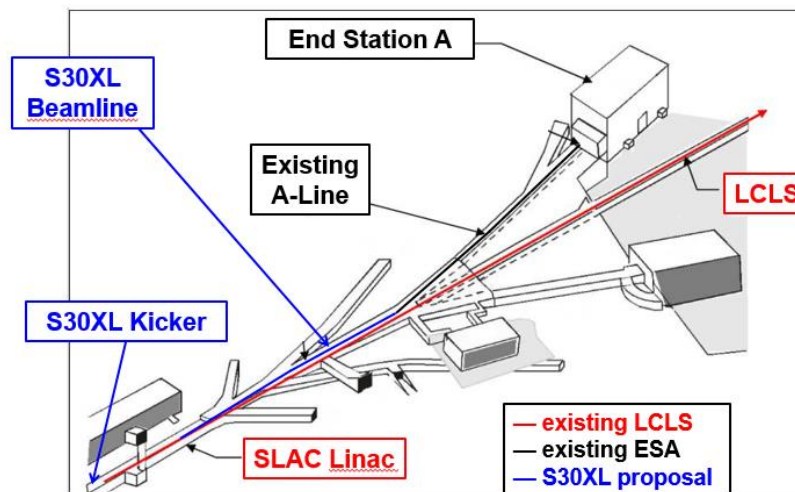 End Station A
S30XL
Beamline
Existing
A-Line
LCLS
S30XL Kicker
SLAC Linac
— existing LCLS
— existing ESA
— S30XL proposal